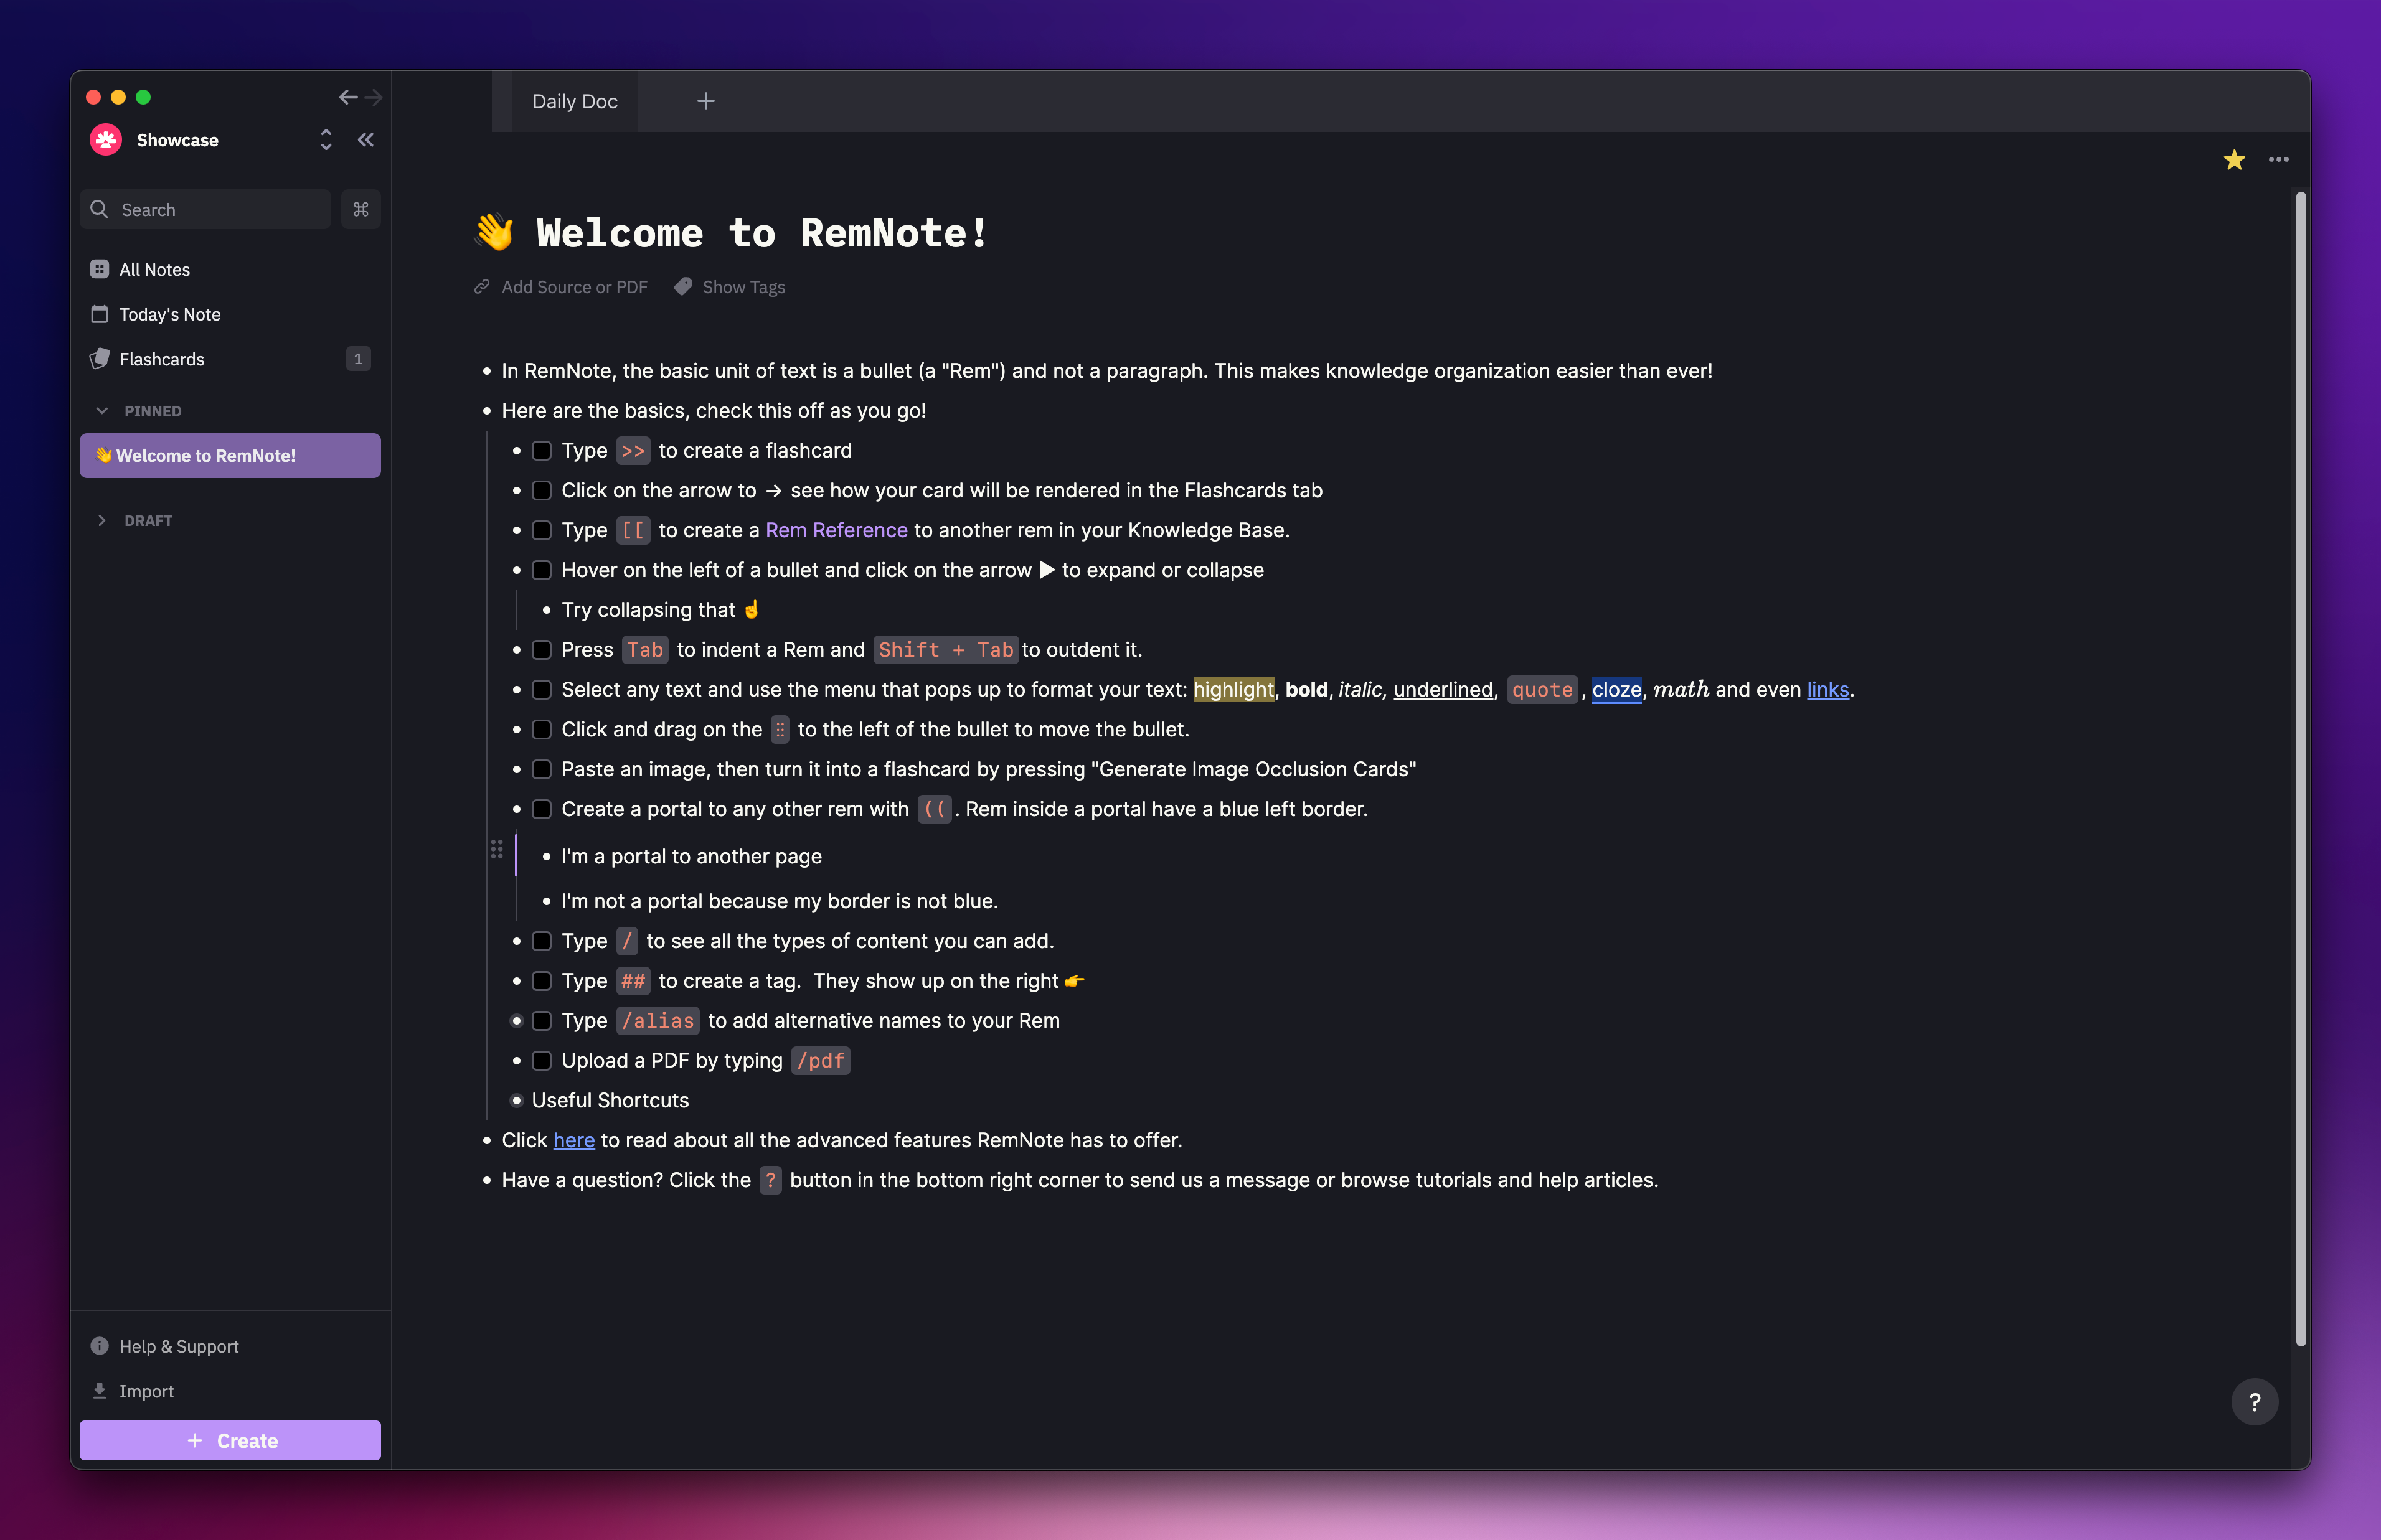 Daily Doc
Showcase
Search
⌘
All Notes
Today's Note
Flashcards 1
PINNED
👋 Welcome to RemNote!
DRAFT
Help & Support
Import
+ Create
👋 Welcome to RemNote!
Add Source or PDF Show Tags
In RemNote, the basic unit of text is a bullet (a "Rem") and not a paragraph. This makes knowledge organization easier than ever!
Here are the basics, check this off as you go!
Type >> to create a flashcard
Click on the arrow to → see how your card will be rendered in the Flashcards tab
Type [[ to create a Rem Reference to another rem in your Knowledge Base.
Hover on the left of a bullet and click on the arrow ▶ to expand or collapse
Try collapsing that ☝
Press Tab to indent a Rem and Shift + Tab to outdent it.
Select any text and use the menu that pops up to format your text: highlight, bold, italic, underlined, quote , cloze, math and even links.
Click and drag on the ⠿ to the left of the bullet to move the bullet.
Paste an image, then turn it into a flashcard by pressing "Generate Image Occlusion Cards"
Create a portal to any other rem with (( . Rem inside a portal have a blue left border.
I'm a portal to another page
I'm not a portal because my border is not blue.
Type / to see all the types of content you can add.
Type ## to create a tag.  They show up on the right 👉
Type /alias to add alternative names to your Rem
Upload a PDF by typing /pdf
Useful Shortcuts
Click here to read about all the advanced features RemNote has to offer.
Have a question? Click the ? button in the bottom right corner to send us a message or browse tutorials and help articles.
?